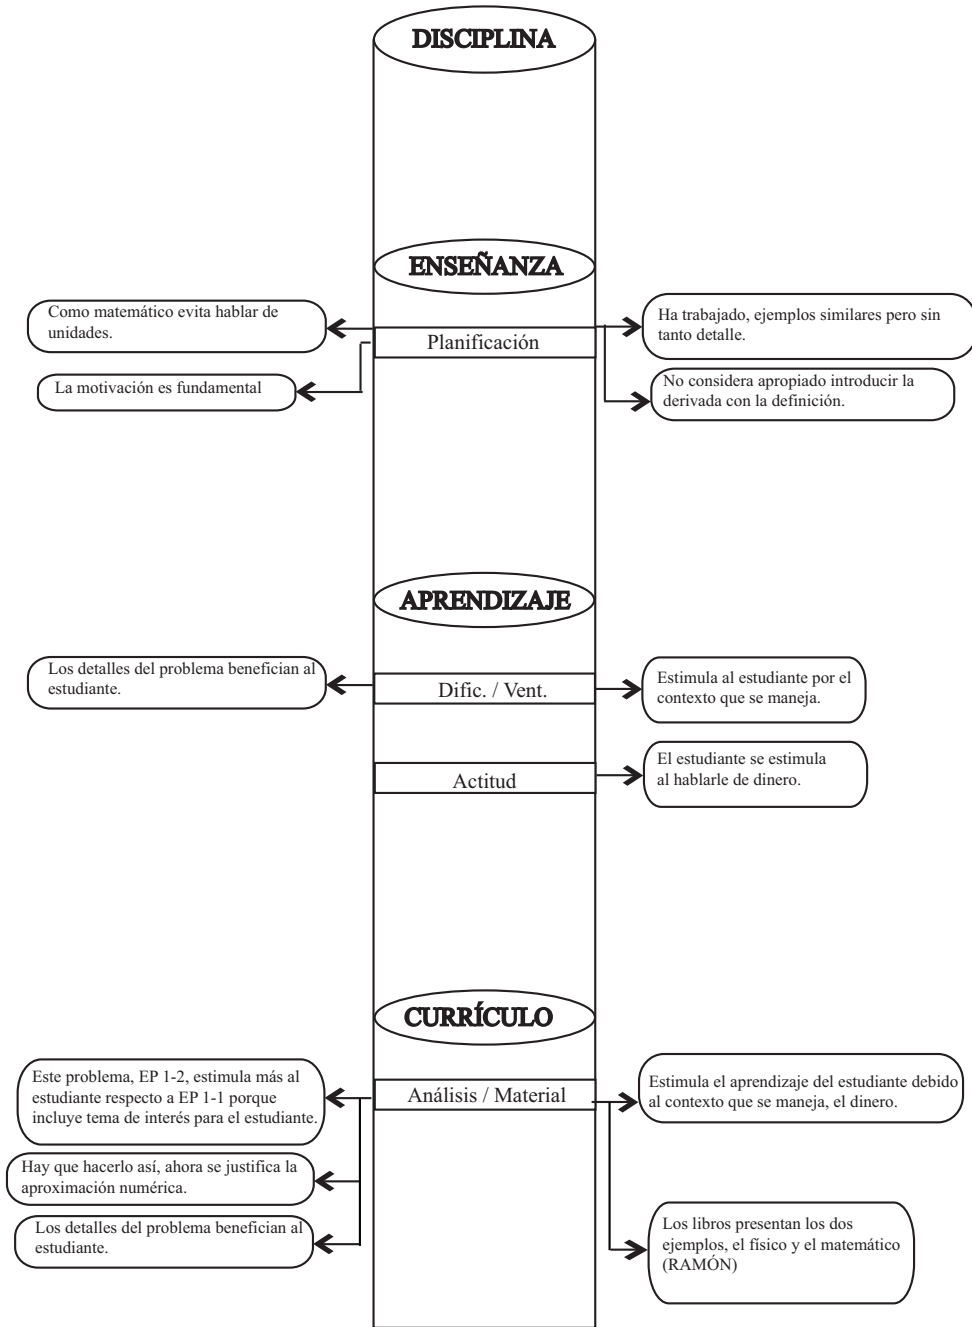 DISCIPLINA
ENSEÑANZA
Como matemático evita hablar de
unidades.
La motivación es fundamental
Planificación
Ha trabajado, ejemplos similares pero sin
tanto detalle.
No considera apropiado introducir la
derivada con la definición.
APRENDIZAJE
Los detalles del problema benefician al
estudiante.
Dific. / Vent.
Estimula al estudiante por el
contexto que se maneja.
Actitud
El estudiante se estimula
al hablarle de dinero.
CURRÍCULO
Este problema, EP 1-2, estimula más al
estudiante respecto a EP 1-1 porque
incluye tema de interés para el estudiante.
Hay que hacerlo así, ahora se justifica la
aproximación numérica.
Los detalles del problema benefician al
estudiante.
Análisis / Material
Estimula el aprendizaje del estudiante debido
al contexto que se maneja, el dinero.
Los libros presentan los dos
ejemplos, el físico y el matemático
(RAMÓN)